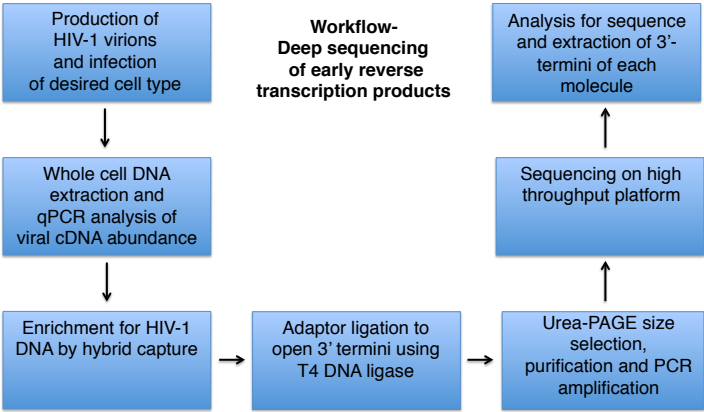 Production of
HIV-1 virions
and infection
of desired cell type
Workflow-
Deep sequencing
of early reverse
transcription products
Analysis for sequence
and extraction of 3’-
termini of each
molecule
Whole cell DNA
extraction and
qPCR analysis of
viral cDNA abundance
Sequencing on high
throughput platform
Enrichment for HIV-1
DNA by hybrid capture
Adaptor ligation to
open 3’ termini using
T4 DNA ligase
Urea-PAGE size
selection,
purification and PCR
amplification